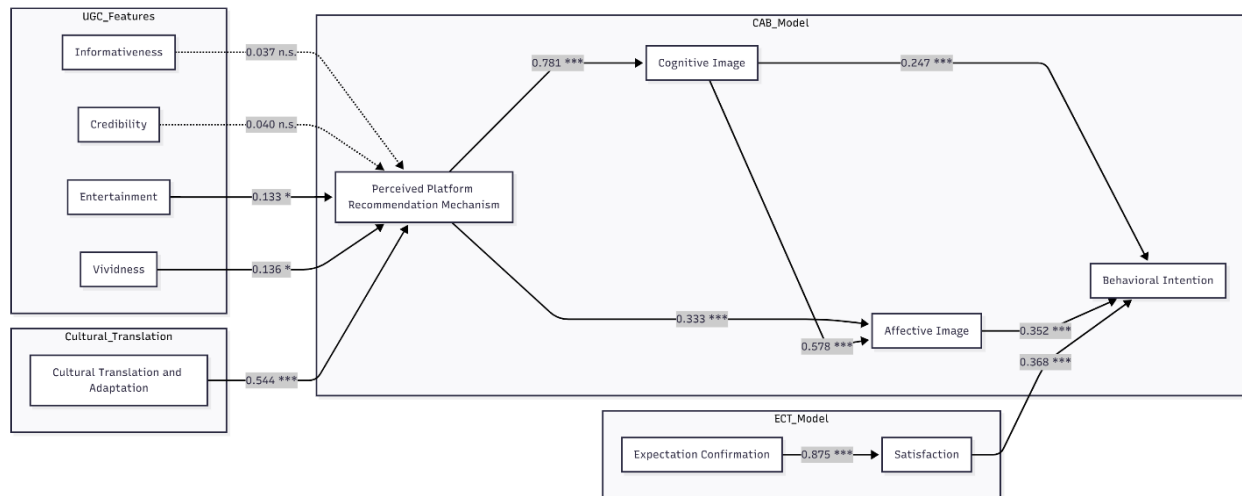 UGC_Features
Informativeness
0.037 n.s.
Credibility
0.040 n.s.
Entertainment
0.133 *
Vividness
0.136 *
Cultural_Translation
Cultural Translation and
Adaptation
0.544 ***
CAB_Model
Perceived Platform
Recommendation Mechanism
0.781 ***
Cognitive Image
0.247 ***
0.333 ***
0.578 ***
Affective Image
0.352 ***
0.368 ***
Behavioral Intention
ECT_Model
Expectation Confirmation
0.875 ***
Satisfaction